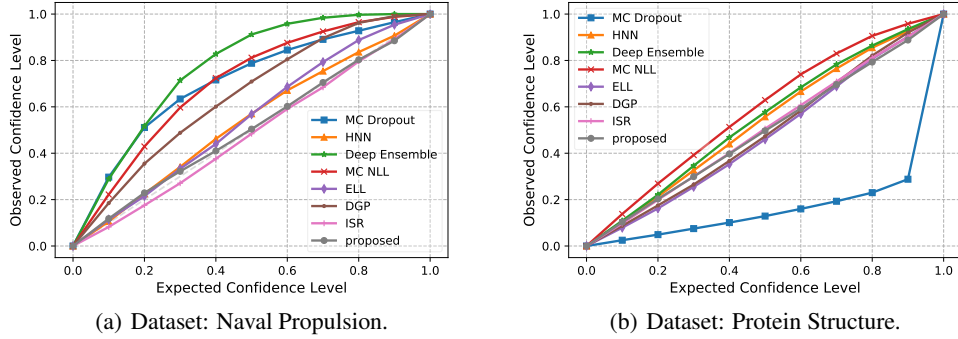 1.0
0.8
0.6
0.4
0.2
0.0
Observed Confidence Level
MC Dropout
HNN
Deep Ensemble
MC NLL
ELL
DGP
ISR
proposed
0.0 0.2 0.4 0.6 0.8 1.0
Expected Confidence Level
(a) Dataset: Naval Propulsion.
1.0
0.8
0.6
0.4
0.2
0.0
Observed Confidence Level
MC Dropout
HNN
Deep Ensemble
MC NLL
ELL
DGP
ISR
proposed
0.0 0.2 0.4 0.6 0.8 1.0
Expected Confidence Level
(b) Dataset: Protein Structure.